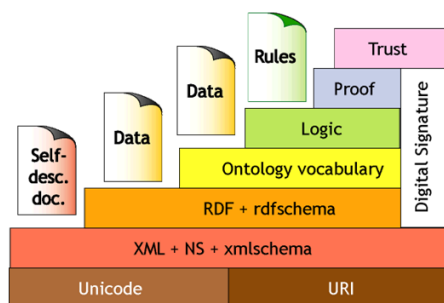 Trust
Rules
Proof
Data
Data
Logic
Self-
desc.
doc.
Ontology vocabulary
Digital Signature
RDF + rdfschema
XML + NS + xmlschema
Unicode
URI